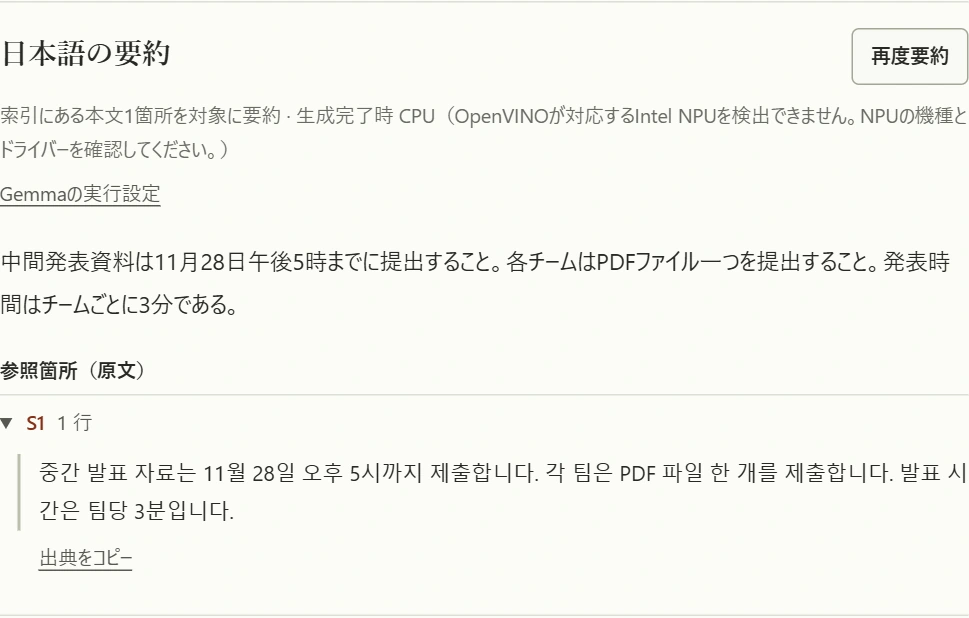 日本語の要約
再度要約
索引にある本文1箇所を対象に要約 · 生成完了時 CPU（OpenVINOが対応するIntel NPUを検出できません。NPUの機種と
ドライバーを確認してください。）
Gemmaの実行設定
中間発表資料は11月28日午後5時までに提出すること。各チームはPDFファイル一つを提出すること。発表時
間はチームごとに3分である。
参照箇所（原文）
▼ S1 1 行
중간 발표 자료는 11월 28일 오후 5시까지 제출합니다. 각 팀은 PDF 파일 한 개를 제출합니다. 발표 시
간은 팀당 3분입니다.
出典をコピー